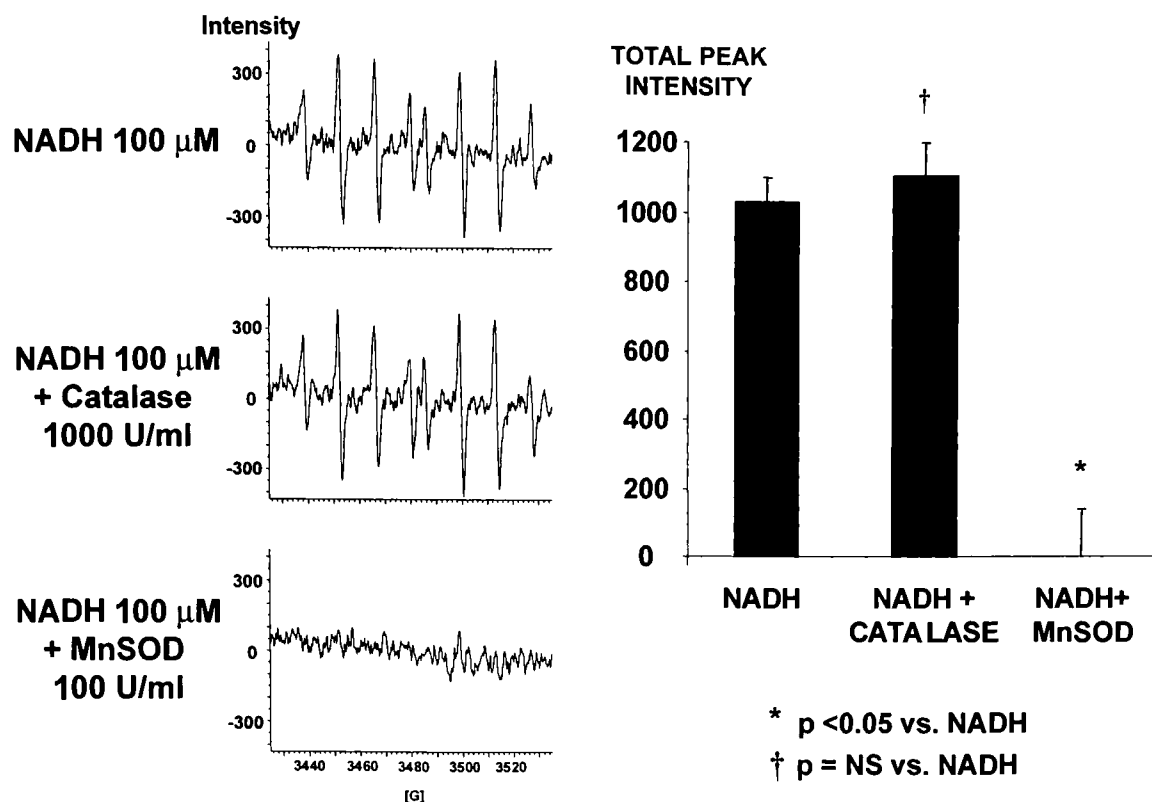 Intensity
300
0
-300
NADH 100 μM
300
0
-300
NADH 100 μM
+ Catalase
1000 U/ml
300
0
-300
NADH 100 μM
+ MnSOD
100 U/ml
3440 3460 3480 3500 3520
[G]
TOTAL PEAK
INTENSITY
†
1200
1000
800
600
400
200
0
*
NADH
NADH +
CATALASE
NADH+
MnSOD
* p <0.05 vs. NADH
† p = NS vs. NADH